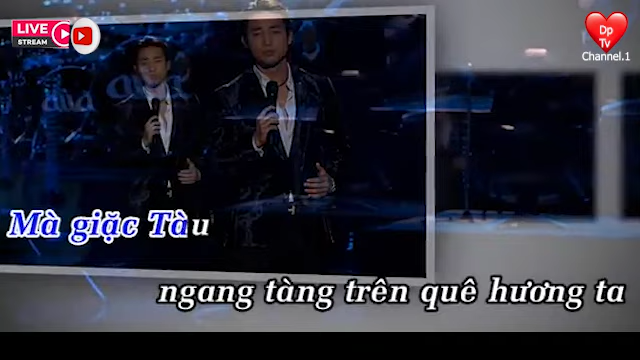 LIVE
STREAM
Dp
Tv
Channel.1
Mà giặc Tàu
ngang tàng trên quê hương ta